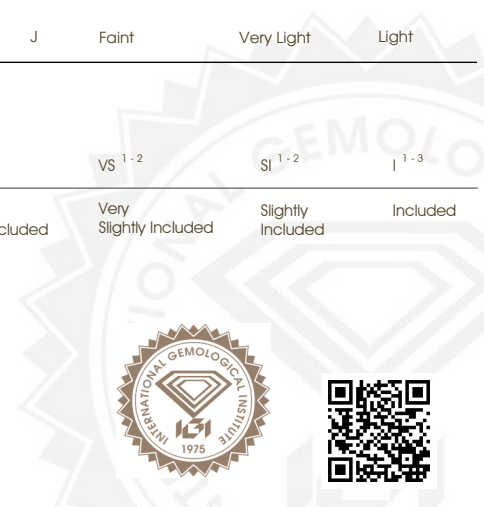 J Faint Very Light Light
VS 1 - 2 SI 1 - 2 I 1 - 3
Very Slightly Included
cluded Slightly Included Included
INTERNATIONAL GEMOLOGICAL INSTITUTE
IGI
1975